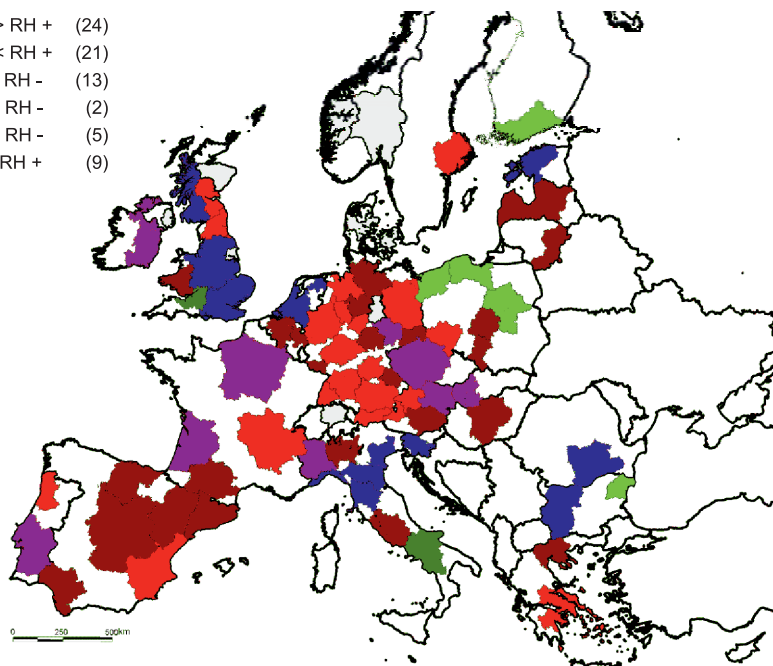 > RH + (24)
< RH + (21)
RH - (13)
RH - (2)
RH - (5)
RH + (9)
0 250 500km